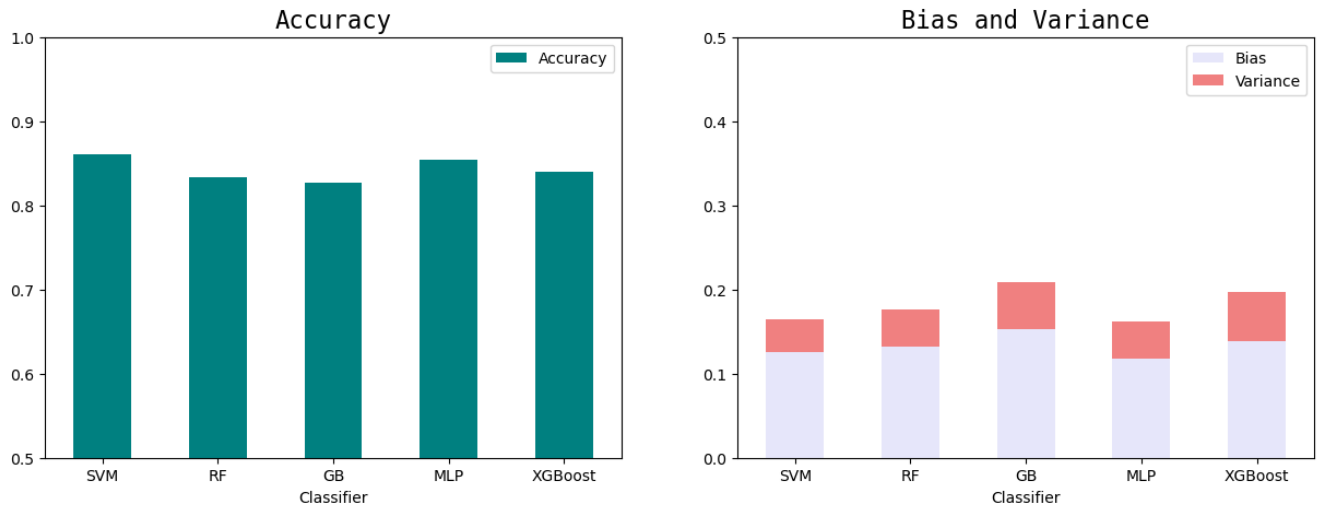 Accuracy
1.0
0.9
0.8
0.7
0.6
0.5
Accuracy
SVM RF GB MLP XGBoost
Classifier
Bias and Variance
0.5
0.4
0.3
0.2
0.1
0.0
Bias
Variance
SVM RF GB MLP XGBoost
Classifier